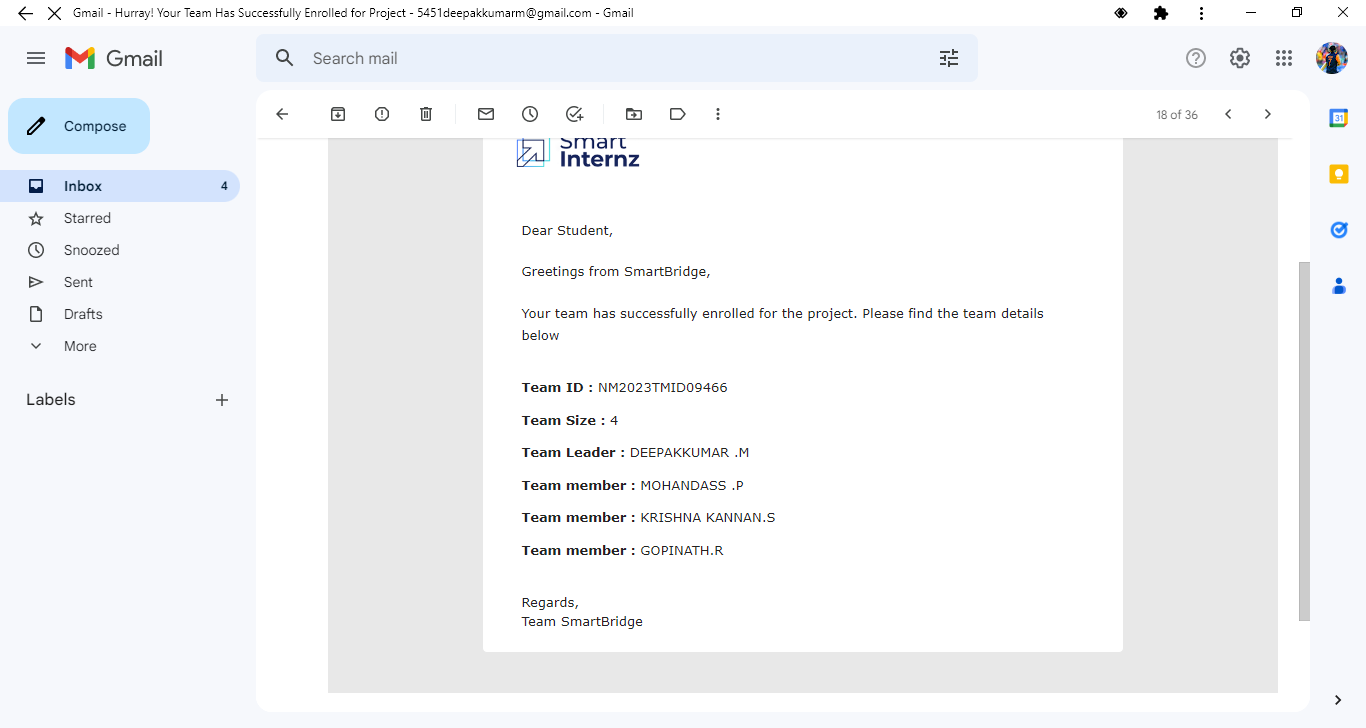 Gmail - Hurray! Your Team Has Successfully Enrolled for Project - 5451deepakkumarm@gmail.com - Gmail
Gmail
Search mail
Compose
18 of 36
31
Inbox 4
Starred
Snoozed
Sent
Drafts
More
Labels
Smart
Internz
Dear Student,
Greetings from SmartBridge,
Your team has successfully enrolled for the project. Please find the team details
below
Team ID : NM2023TMID09466
Team Size : 4
Team Leader : DEEPAKKUMAR .M
Team member : MOHANDASS .P
Team member : KRISHNA KANNAN.S
Team member : GOPINATH.R
Regards,
Team SmartBridge